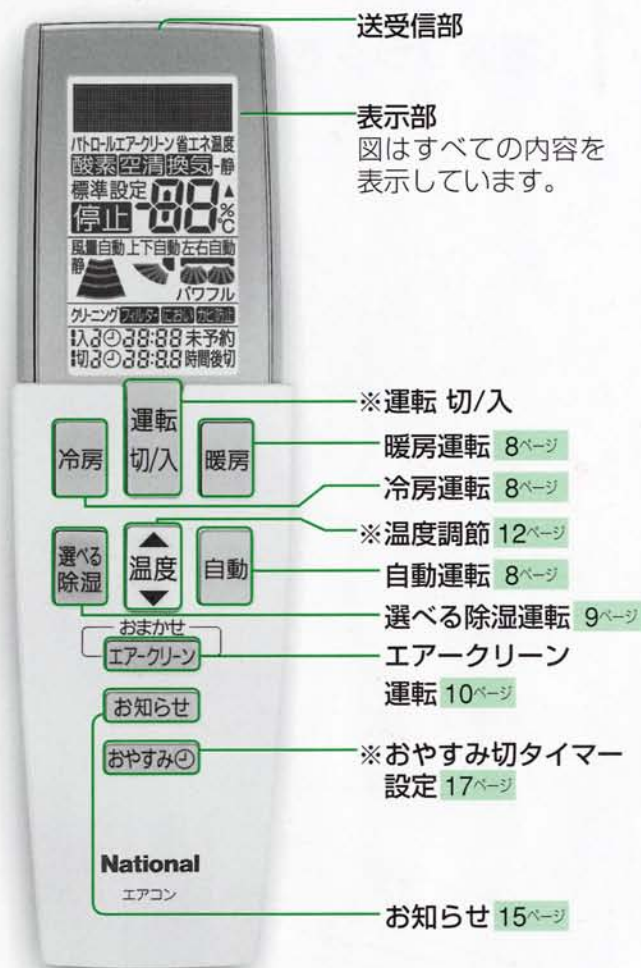 送受信部
表示部
図はすべての内容を
表示しています。
パトロールエアークリーン 省エネ温度
酸素空清換気-静
標準設定
停止-88%℃
風量自動上下自動左右自動
静
パワフル
クリーニング フィルター におい カビ防止
入 88:88 未予約
切 88:8.8 時間後切
運転
切/入
冷房
暖房
選べる
除湿
▲
温度
▼
自動
おまかせ
エアークリーン
お知らせ
おやすみ
National
エアコン
※運転 切/入
暖房運転 8ページ
冷房運転 8ページ
※温度調節 12ページ
自動運転 8ページ
選べる除湿運転 9ページ
エアークリーン
運転 10ページ
※おやすみ切タイマー
設定 17ページ
お知らせ 15ページ